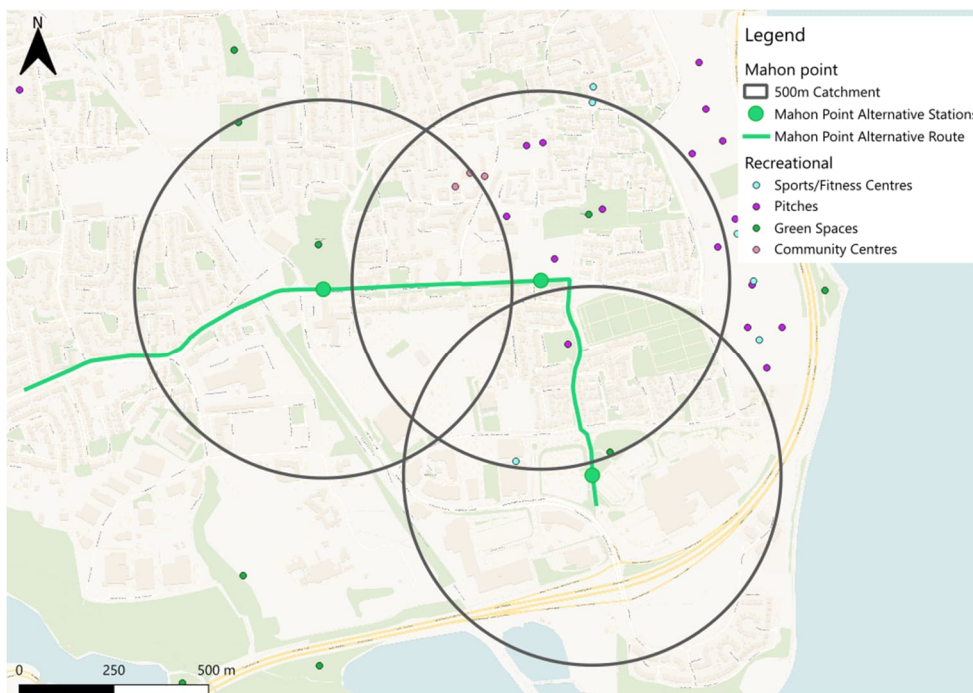 N
Legend
Mahon point
500m Catchment
Mahon Point Alternative Stations
Mahon Point Alternative Route
Recreational
Sports/Fitness Centres
Pitches
Green Spaces
Community Centres
0 250 500 m